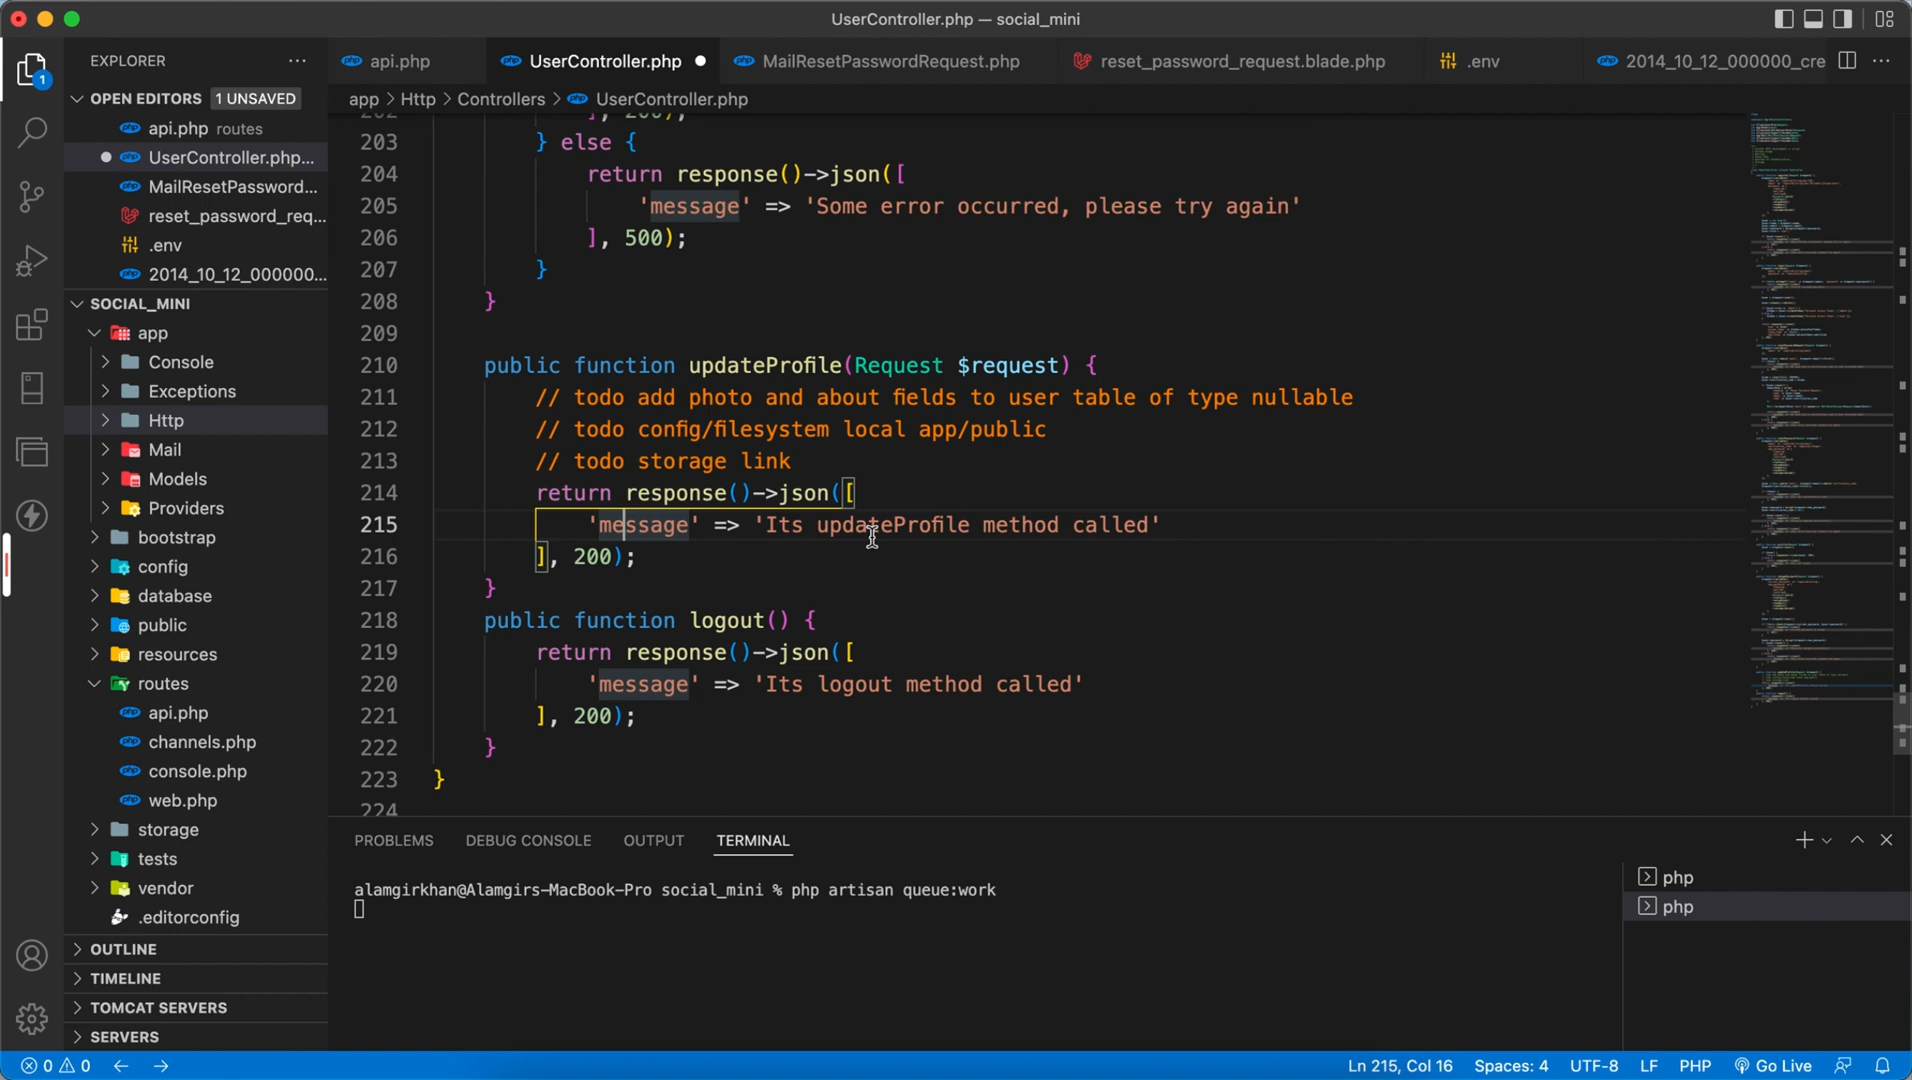 UserController.php — social_mini
EXPLORER
OPEN EDITORS 1 UNSAVED
api.php routes
UserController.php...
MailResetPassword...
reset_password_req...
.env
2014_10_12_000000...
SOCIAL_MINI
app
Console
Exceptions
Http
Mail
Models
Providers
bootstrap
config
database
public
resources
routes
api.php
channels.php
console.php
web.php
storage
tests
vendor
.editorconfig
OUTLINE
TIMELINE
TOMCAT SERVERS
SERVERS
api.php UserController.php MailResetPasswordRequest.php reset_password_request.blade.php .env 2014_10_12_000000_cre
app > Http > Controllers > UserController.php
203 } else {
204 return response()->json([
205 'message' => 'Some error occurred, please try again'
206 ], 500);
207 }
208 }
209
210 public function updateProfile(Request $request) {
211 // todo add photo and about fields to user table of type nullable
212 // todo config/filesystem local app/public
213 // todo storage link
214 return response()->json([
215 'message' => 'Its updateProfile method called'
216 ], 200);
217 }
218 public function logout() {
219 return response()->json([
220 'message' => 'Its logout method called'
221 ], 200);
222 }
223 }
224
PROBLEMS DEBUG CONSOLE OUTPUT TERMINAL
alamgirkhan@Alamgirs-MacBook-Pro social_mini % php artisan queue:work
php
php
0 0 Ln 215, Col 16 Spaces: 4 UTF-8 LF PHP Go Live